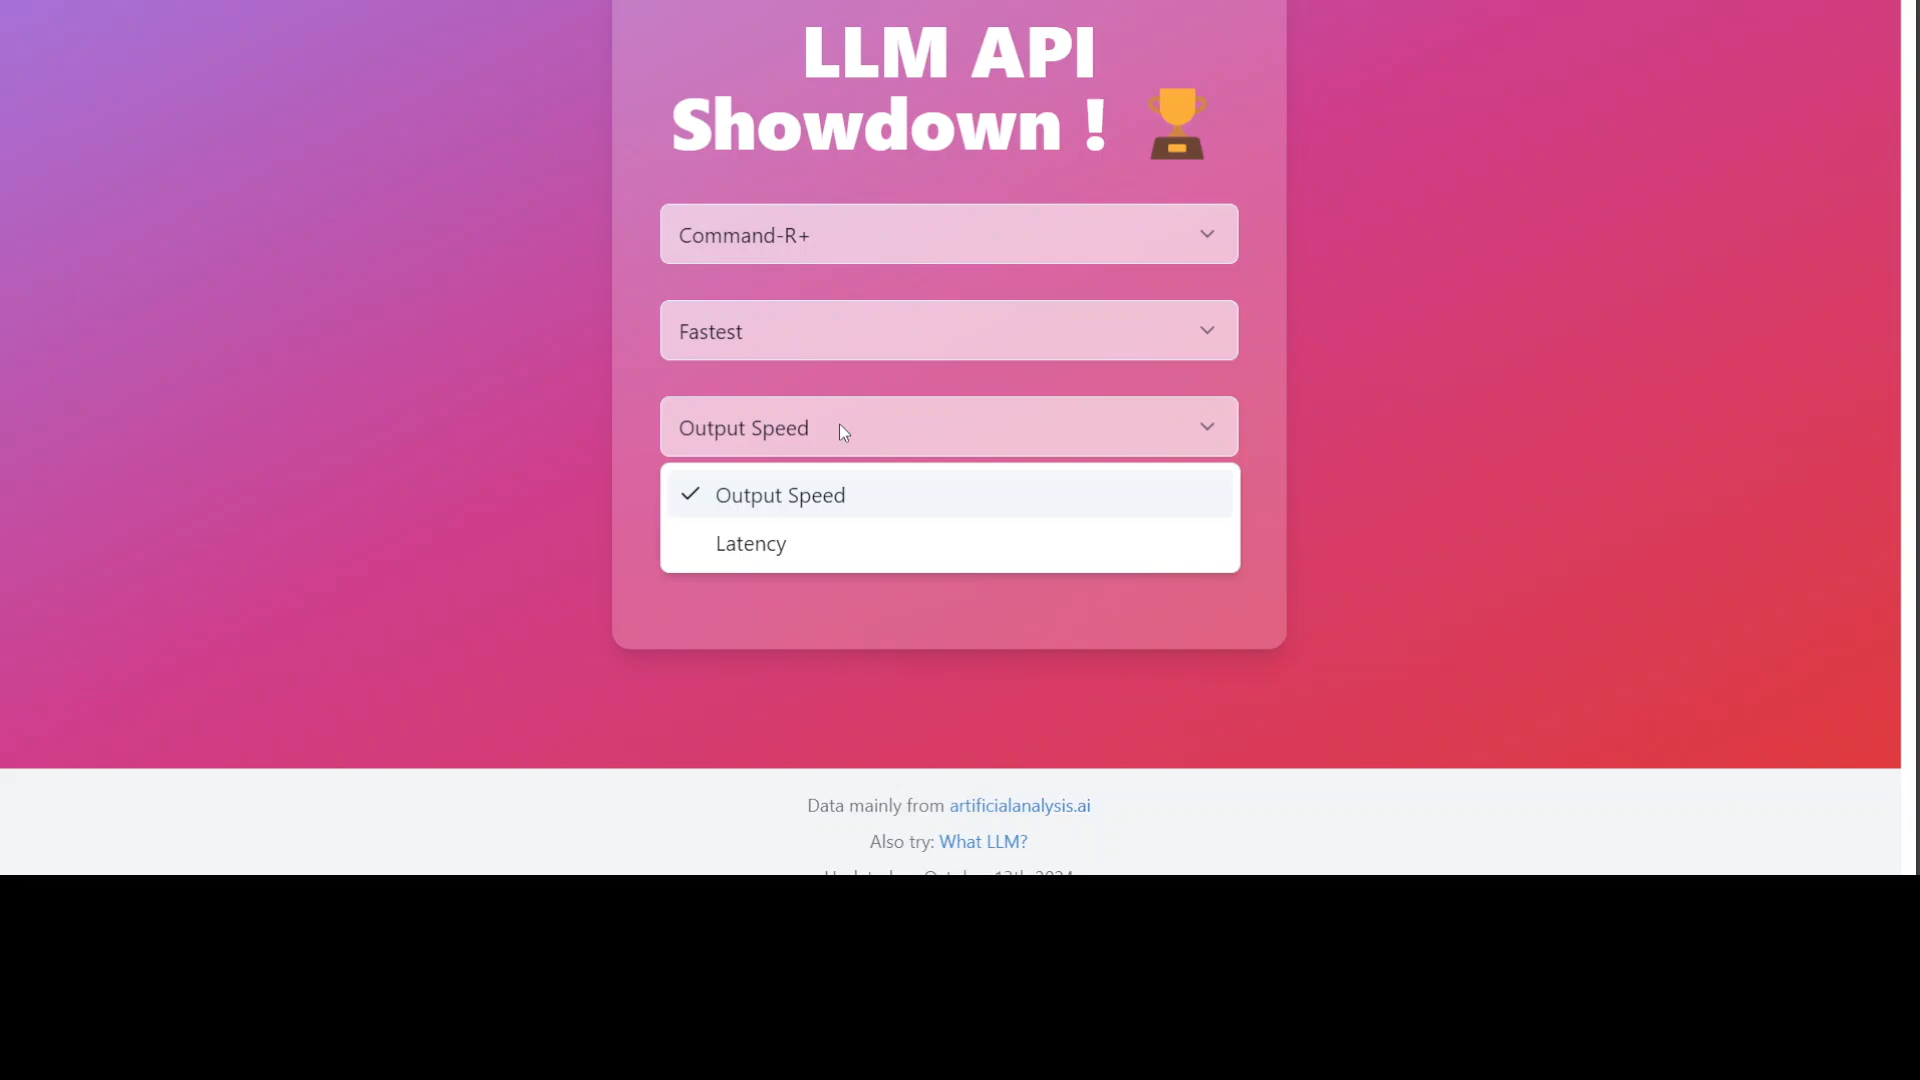 LLM API
Showdown !
Command-R+
Fastest
Output Speed
Output Speed
Latency
Data mainly from artificialanalysis.ai
Also try: What LLM?